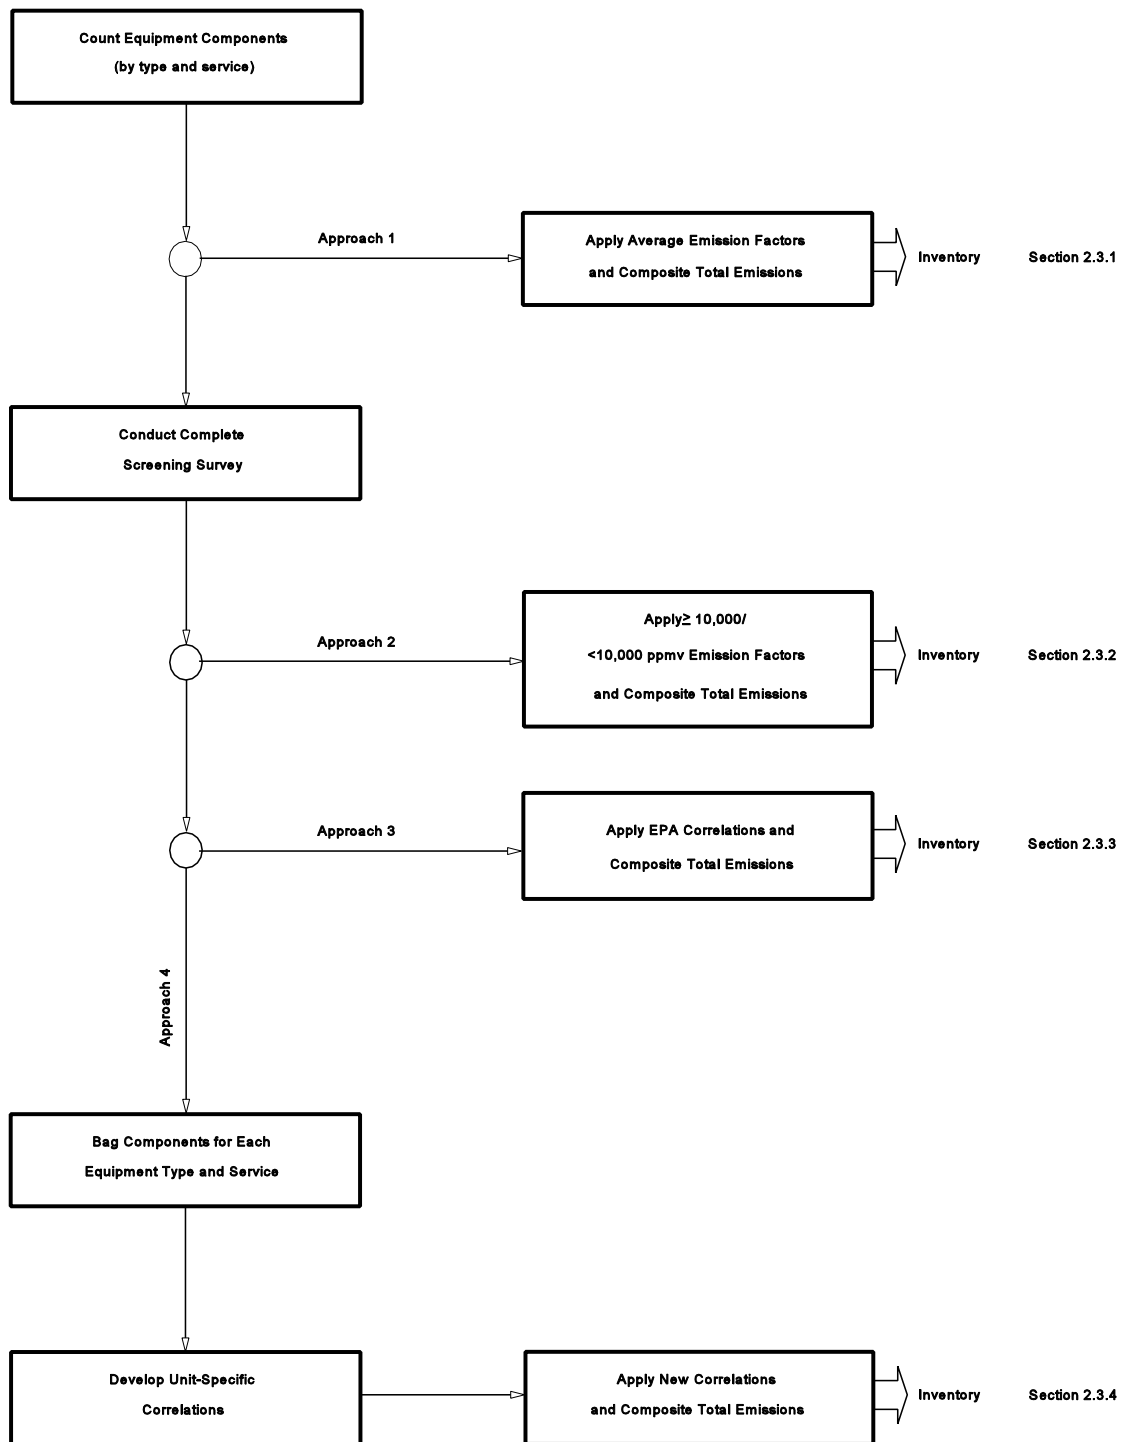 Count Equipment Components
(by type and service)
Approach 1
Apply Average Emission Factors
and Composite Total Emissions
Inventory
Section 2.3.1
Conduct Complete
Screening Survey
Approach 2
Apply≥ 10,000/
<10,000 ppmv Emission Factors
and Composite Total Emissions
Inventory
Section 2.3.2
Approach 3
Apply EPA Correlations and
Composite Total Emissions
Inventory
Section 2.3.3
Approach 4
Bag Components for Each
Equipment Type and Service
Develop Unit-Specific
Correlations
Apply New Correlations
and Composite Total Emissions
Inventory
Section 2.3.4